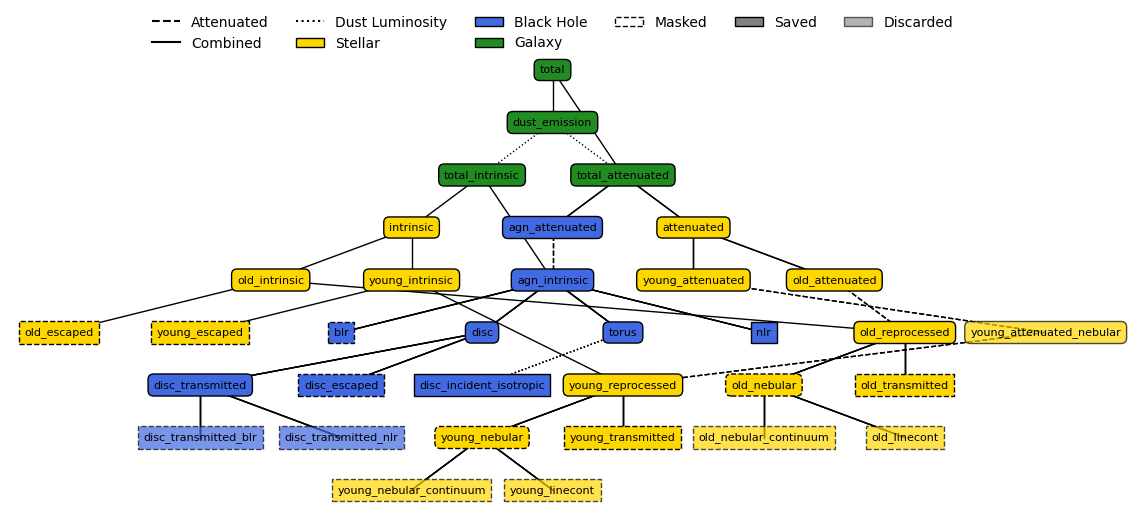 Attenuated Dust Luminosity Black Hole Masked Saved Discarded
Combined Stellar Galaxy
total
dust_emission
total_intrinsic total_attenuated
intrinsic agn_attenuated attenuated
old_intrinsic young_intrinsic agn_intrinsic young_attenuated old_attenuated
old_escaped young_escaped blr disc torus nlr old_reprocessed young_attenuated_nebular
disc_transmitted disc_escaped disc_incident_isotropic young_reprocessed old_nebular old_transmitted
disc_transmitted_blr disc_transmitted_nlr young_nebular young_transmitted old_nebular_continuum old_linecont
young_nebular_continuum young_linecont